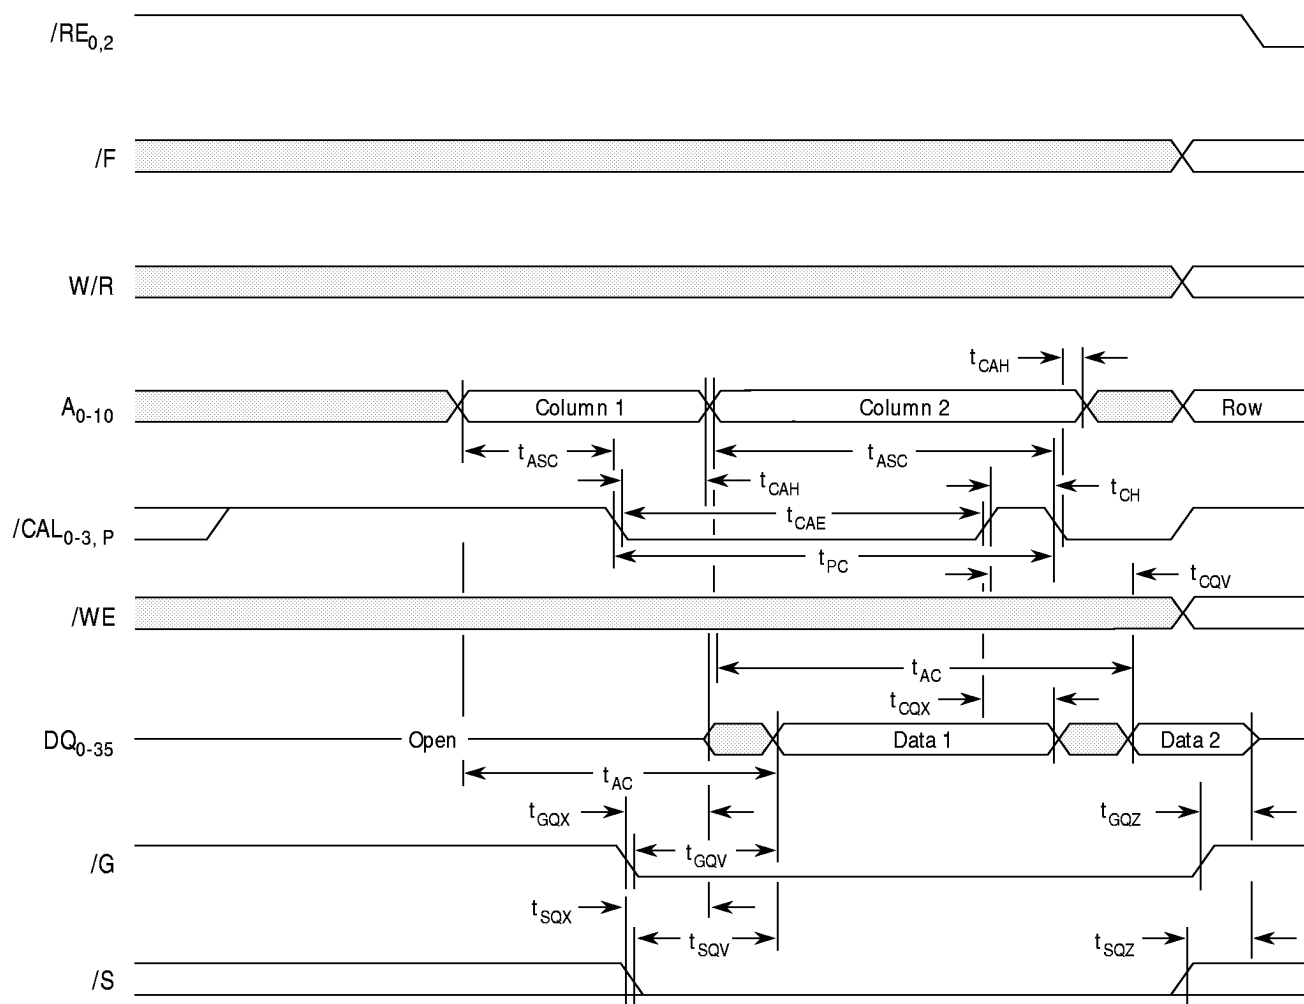 /RE0,2
/F
W/R
tCAH
A0-10 Column 1 Column 2 Row
tASC tASC
tCAH tCH
/CAL0-3, P tCAE
tPC
tCQV
/WE
tAC
tCQX
DQ0-35 Open Data 1 Data 2
tAC
tGQX tGQZ
/G tGQV
tSQX
tSQV tSQZ
/S